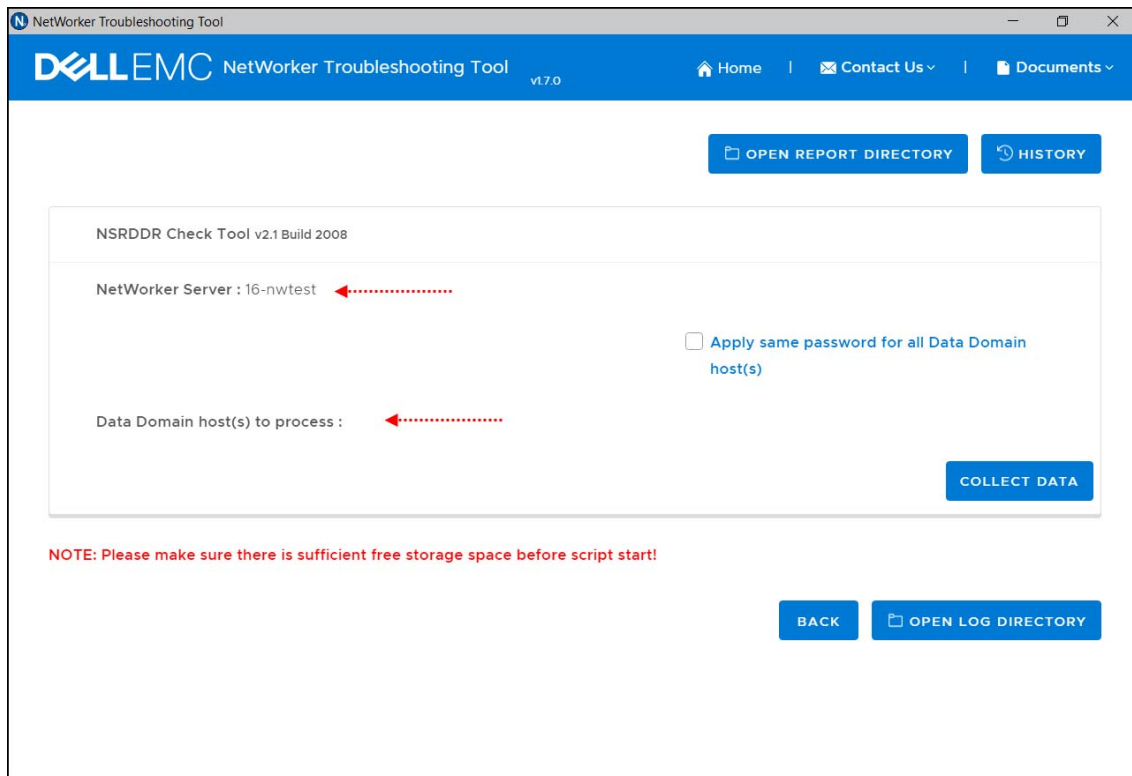 NetWorker Troubleshooting Tool
DELLEMC NetWorker Troubleshooting Tool v1.7.0 Home | Contact Us | Documents
OPEN REPORT DIRECTORY HISTORY
NSRDDR Check Tool v2.1 Build 2008
NetWorker Server : 16-nwtest
Apply same password for all Data Domain
host(s)
Data Domain host(s) to process :
COLLECT DATA
NOTE: Please make sure there is sufficient free storage space before script start!
BACK OPEN LOG DIRECTORY